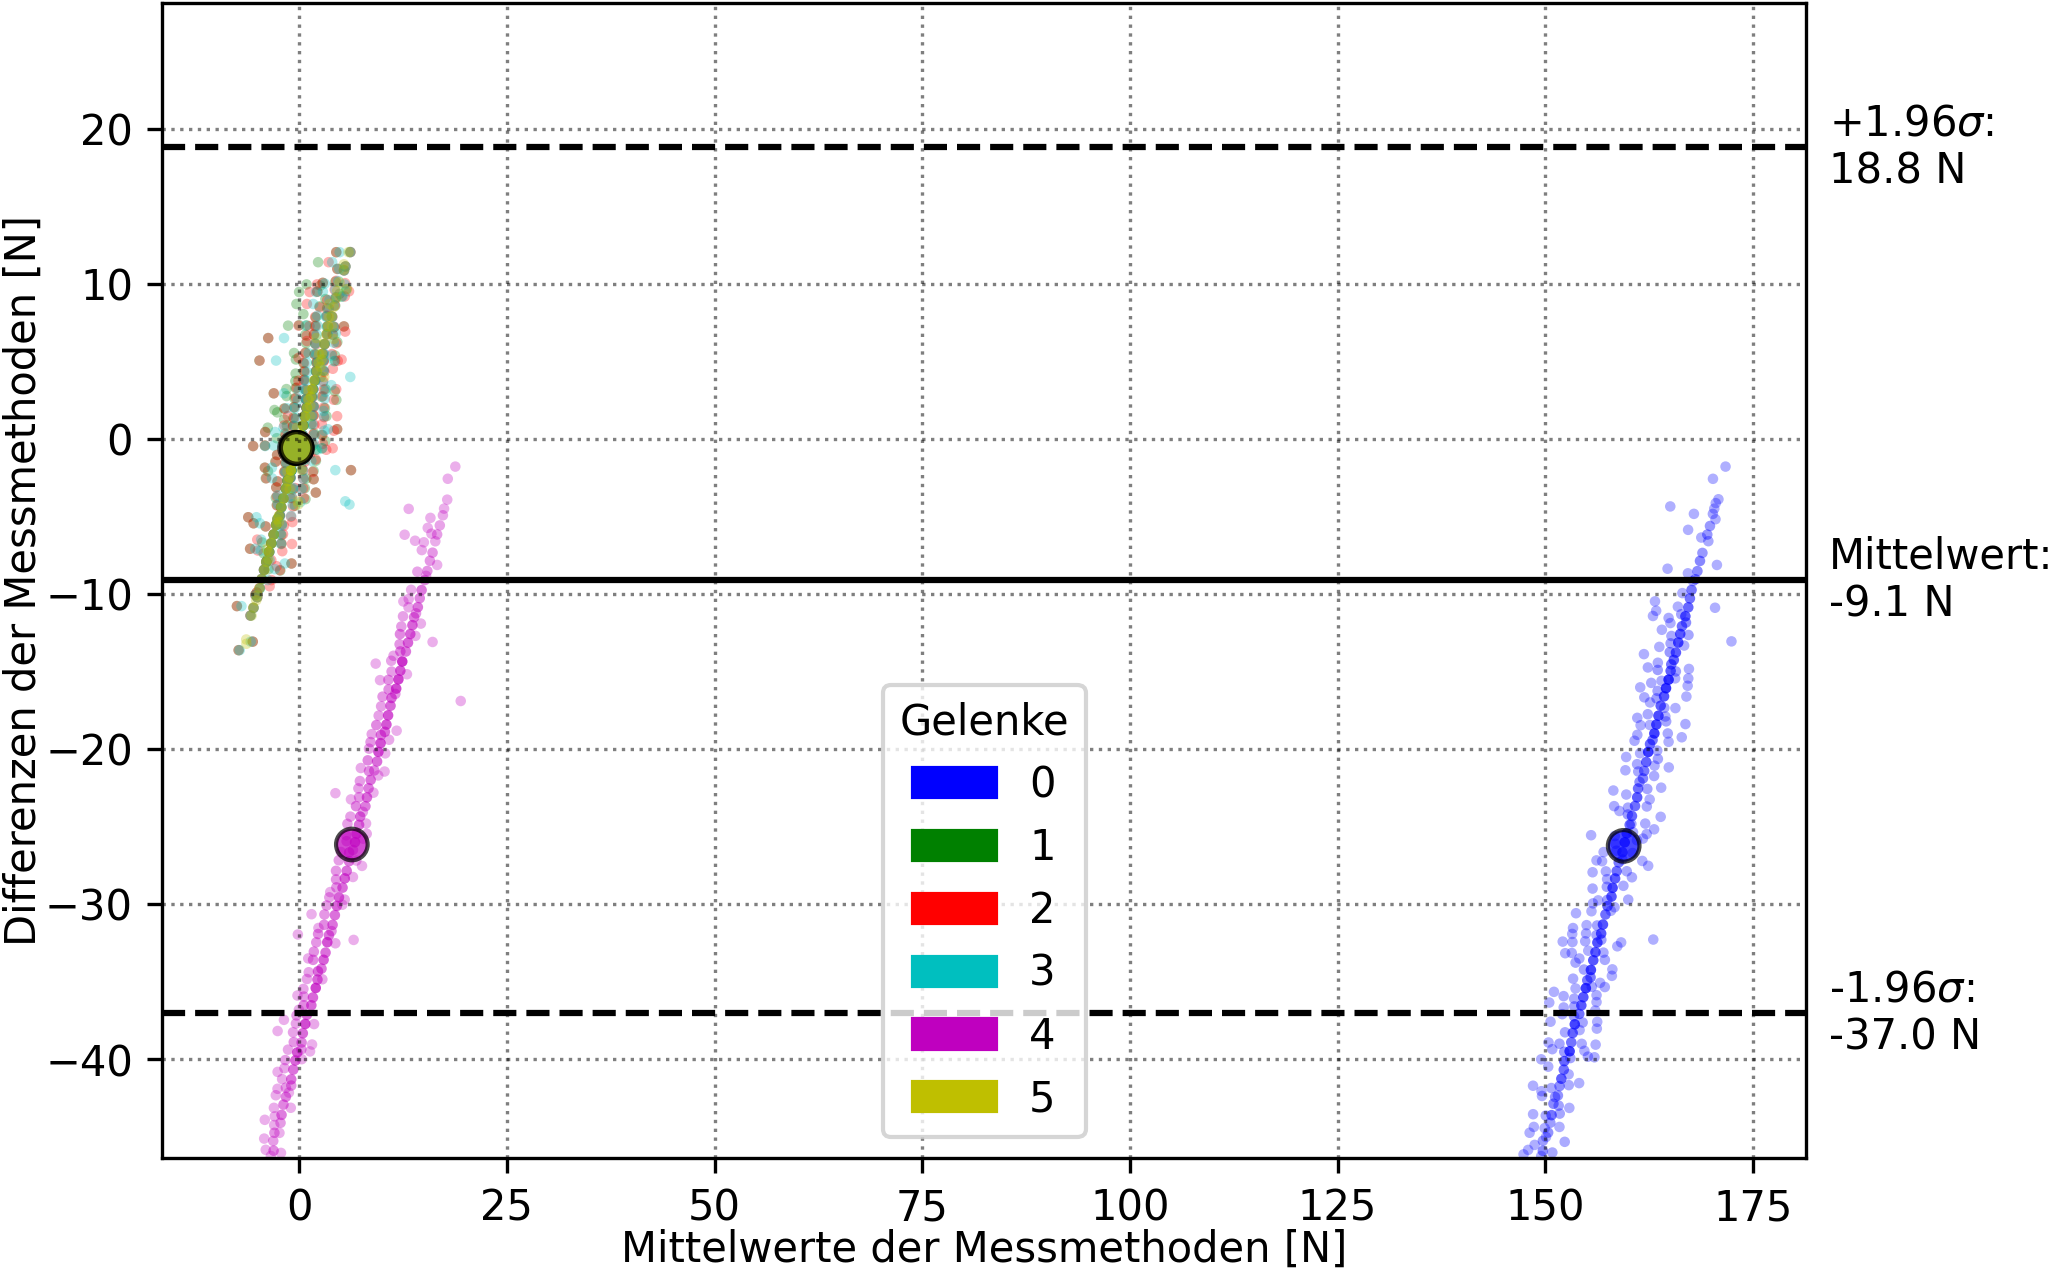 20
10
0
−10
−20
−30
−40
Differenzen der Messmethoden [N]
+1.96σ:
18.8 N
Mittelwert:
-9.1 N
-1.96σ:
-37.0 N
Gelenke
0
1
2
3
4
5
0 25 50 75 100 125 150 175
Mittelwerte der Messmethoden [N]